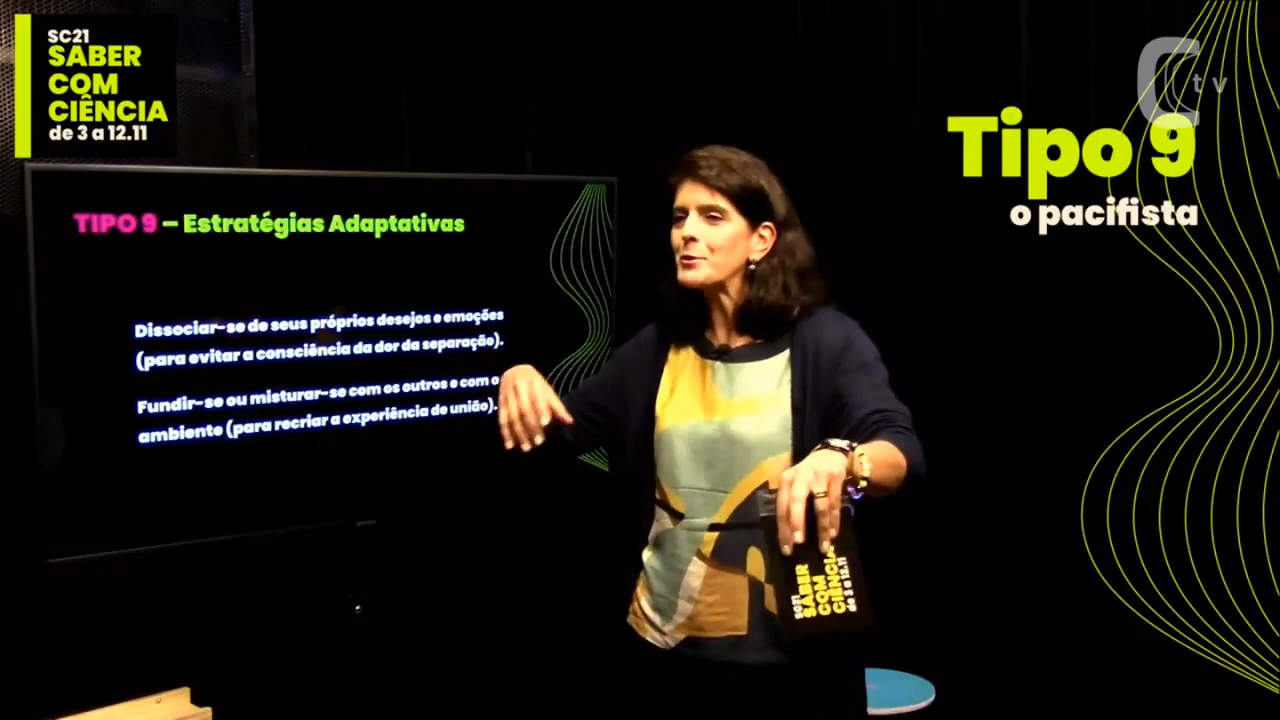 SC21
SABER
COM
CIÊNCIA
de 3 a 12.11
tv
Tipo 9
o pacifista
TIPO 9 – Estratégias Adaptativas
Dissociar-se de seus próprios desejos e emoções
(para evitar a consciência da dor da separação).
Fundir-se ou misturar-se com os outros e com o
ambiente (para recriar a experiência de união).
SC21
SABER
COM
CIÊNCIA
de 3 a 12.11